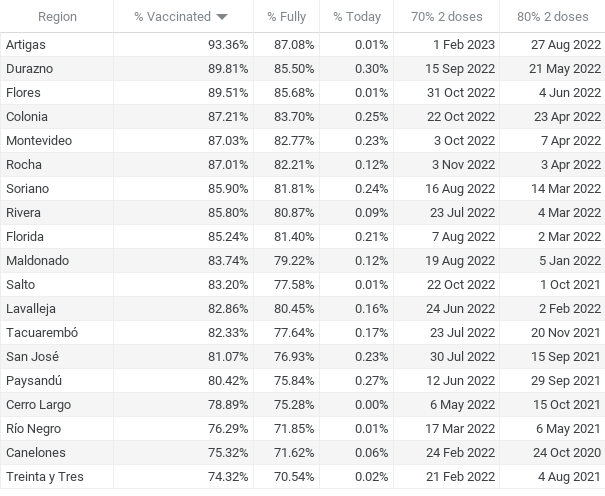 Region % Vaccinated % Fully % Today 70% 2 doses 80% 2 doses
Artigas 93.36% 87.08% 0.01% 1 Feb 2023 27 Aug 2022
Durazno 89.81% 85.50% 0.30% 15 Sep 2022 21 May 2022
Flores 89.51% 85.68% 0.01% 31 Oct 2022 4 Jun 2022
Colonia 87.21% 83.70% 0.25% 22 Oct 2022 23 Apr 2022
Montevideo 87.03% 82.77% 0.23% 3 Oct 2022 7 Apr 2022
Rocha 87.01% 82.21% 0.12% 3 Nov 2022 3 Apr 2022
Soriano 85.90% 81.81% 0.24% 16 Aug 2022 14 Mar 2022
Rivera 85.80% 80.87% 0.09% 23 Jul 2022 4 Mar 2022
Florida 85.24% 81.40% 0.21% 7 Aug 2022 2 Mar 2022
Maldonado 83.74% 79.22% 0.12% 19 Aug 2022 5 Jan 2022
Salto 83.20% 77.58% 0.01% 22 Oct 2022 1 Oct 2021
Lavalleja 82.86% 80.45% 0.16% 24 Jun 2022 2 Feb 2022
Tacuarembó 82.33% 77.64% 0.17% 23 Jul 2022 20 Nov 2021
San José 81.07% 76.93% 0.23% 30 Jul 2022 15 Sep 2021
Paysandú 80.42% 75.84% 0.27% 12 Jun 2022 29 Sep 2021
Cerro Largo 78.89% 75.28% 0.00% 6 May 2022 15 Oct 2021
Río Negro 76.29% 71.85% 0.01% 17 Mar 2022 6 May 2021
Canelones 75.32% 71.62% 0.06% 24 Feb 2022 24 Oct 2020
Treinta y Tres 74.32% 70.54% 0.02% 21 Feb 2022 4 Aug 2021